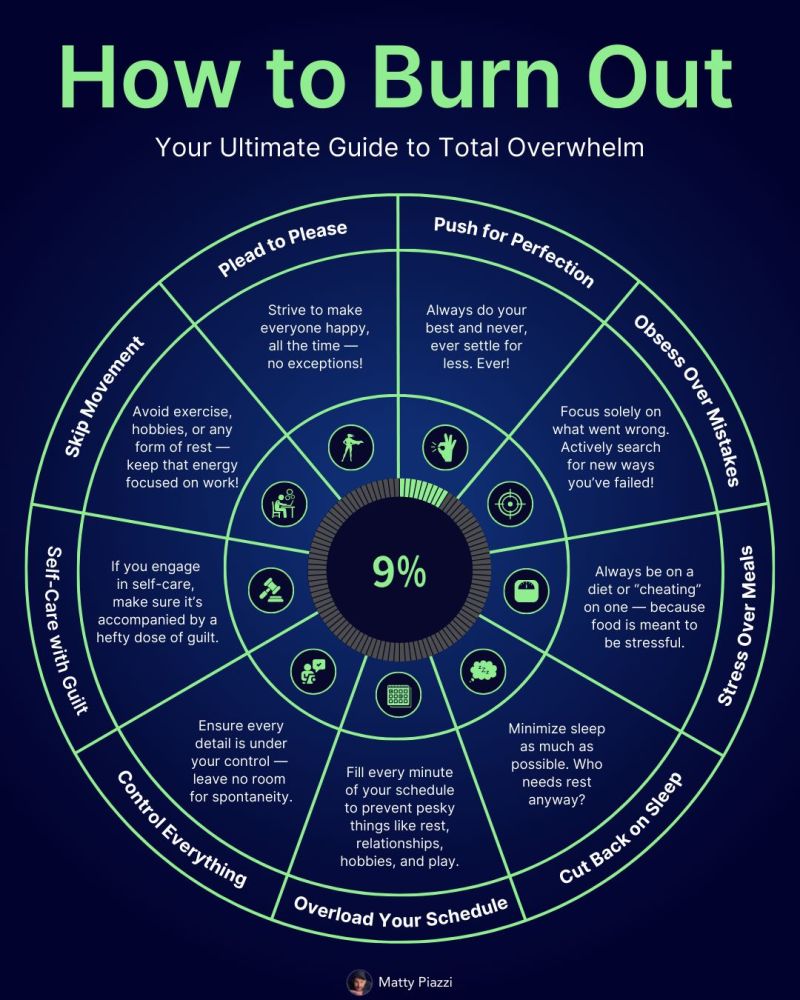 How to Burn Out
Your Ultimate Guide to Total Overwhelm
Push for Perfection
Always do your
best and never,
ever settle for
less. Ever!
Obsess Over Mistakes
Focus solely on
what went wrong.
Actively search
for new ways
you've failed!
Stress Over Meals
Always be on a
diet or “cheating”
on one — because
food is meant to
be stressful.
Cut Back on Sleep
Minimize sleep
as much as
possible. Who
needs rest
anyway?
Overload Your Schedule
Fill every minute
of your schedule
to prevent pesky
things like rest,
relationships,
hobbies, and play.
Control Everything
Ensure every
detail is under
your control —
leave no room
for spontaneity.
Self-Care with Guilt
If you engage
in self-care,
make sure it's
accompanied by a
hefty dose of guilt.
Skip Movement
Avoid exercise,
hobbies, or any
form of rest —
keep that energy
focused on work!
Plead to Please
Strive to make
everyone happy,
all the time —
no exceptions!
zzz
9%
Matty Piazzi